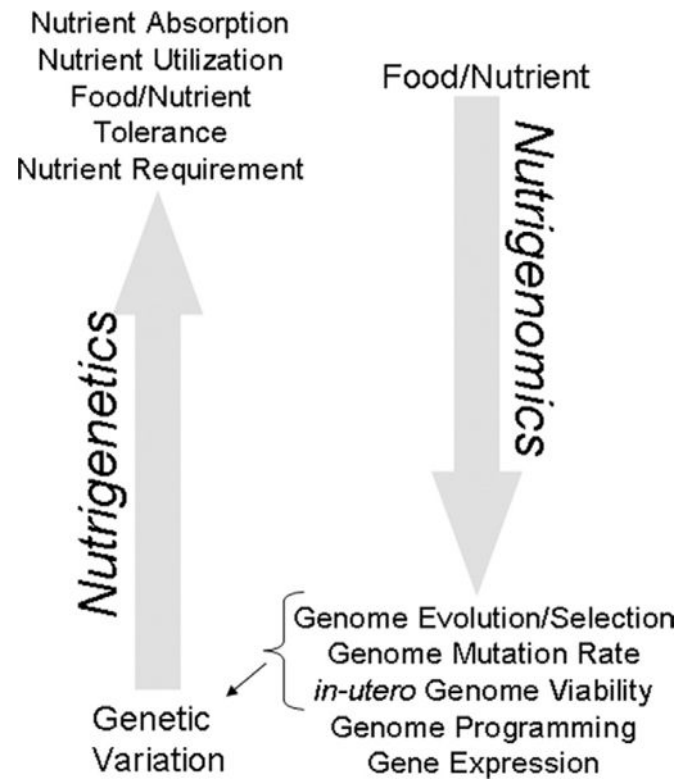 Nutrient Absorption
Nutrient Utilization
Food/Nutrient
Tolerance
Nutrient Requirement
Nutrigenetics
Genetic
Variation
Food/Nutrient
Nutrigenomics
Genome Evolution/Selection
Genome Mutation Rate
in-utero Genome Viability
Genome Programming
Gene Expression